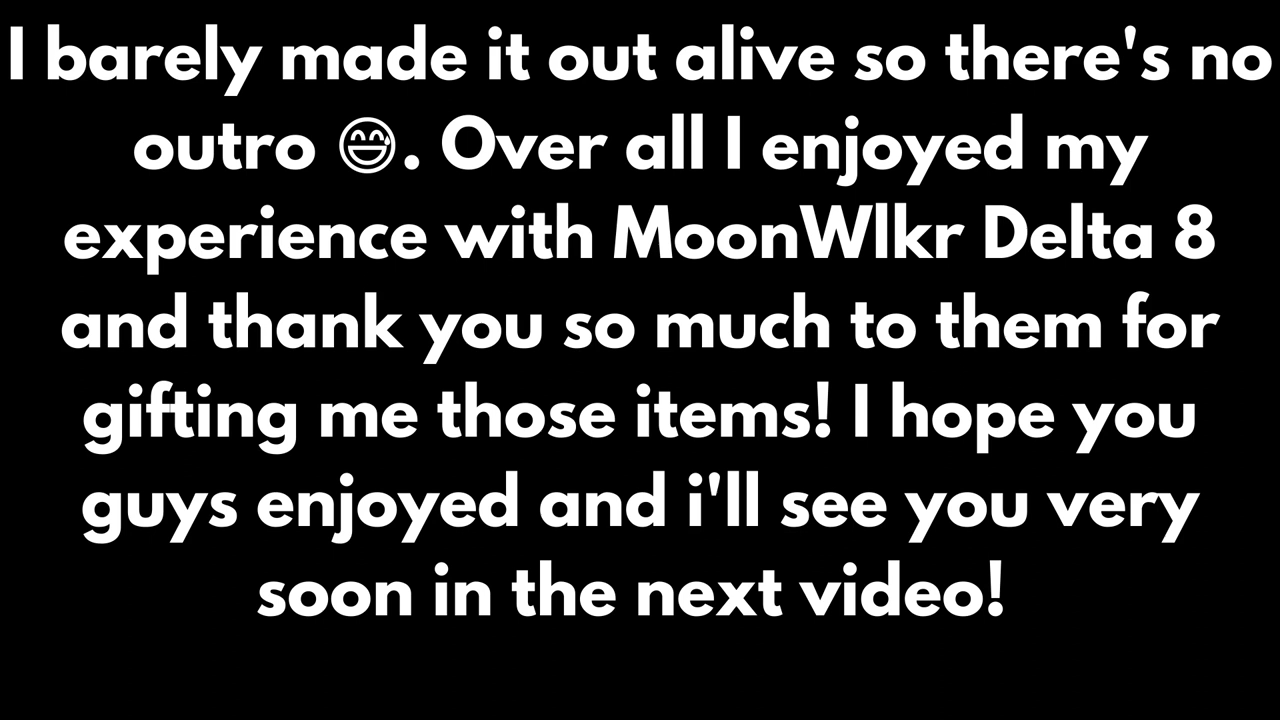 I barely made it out alive so there's no
outro 😅. Over all I enjoyed my
experience with MoonWlkr Delta 8
and thank you so much to them for
gifting me those items! I hope you
guys enjoyed and i'll see you very
soon in the next video!